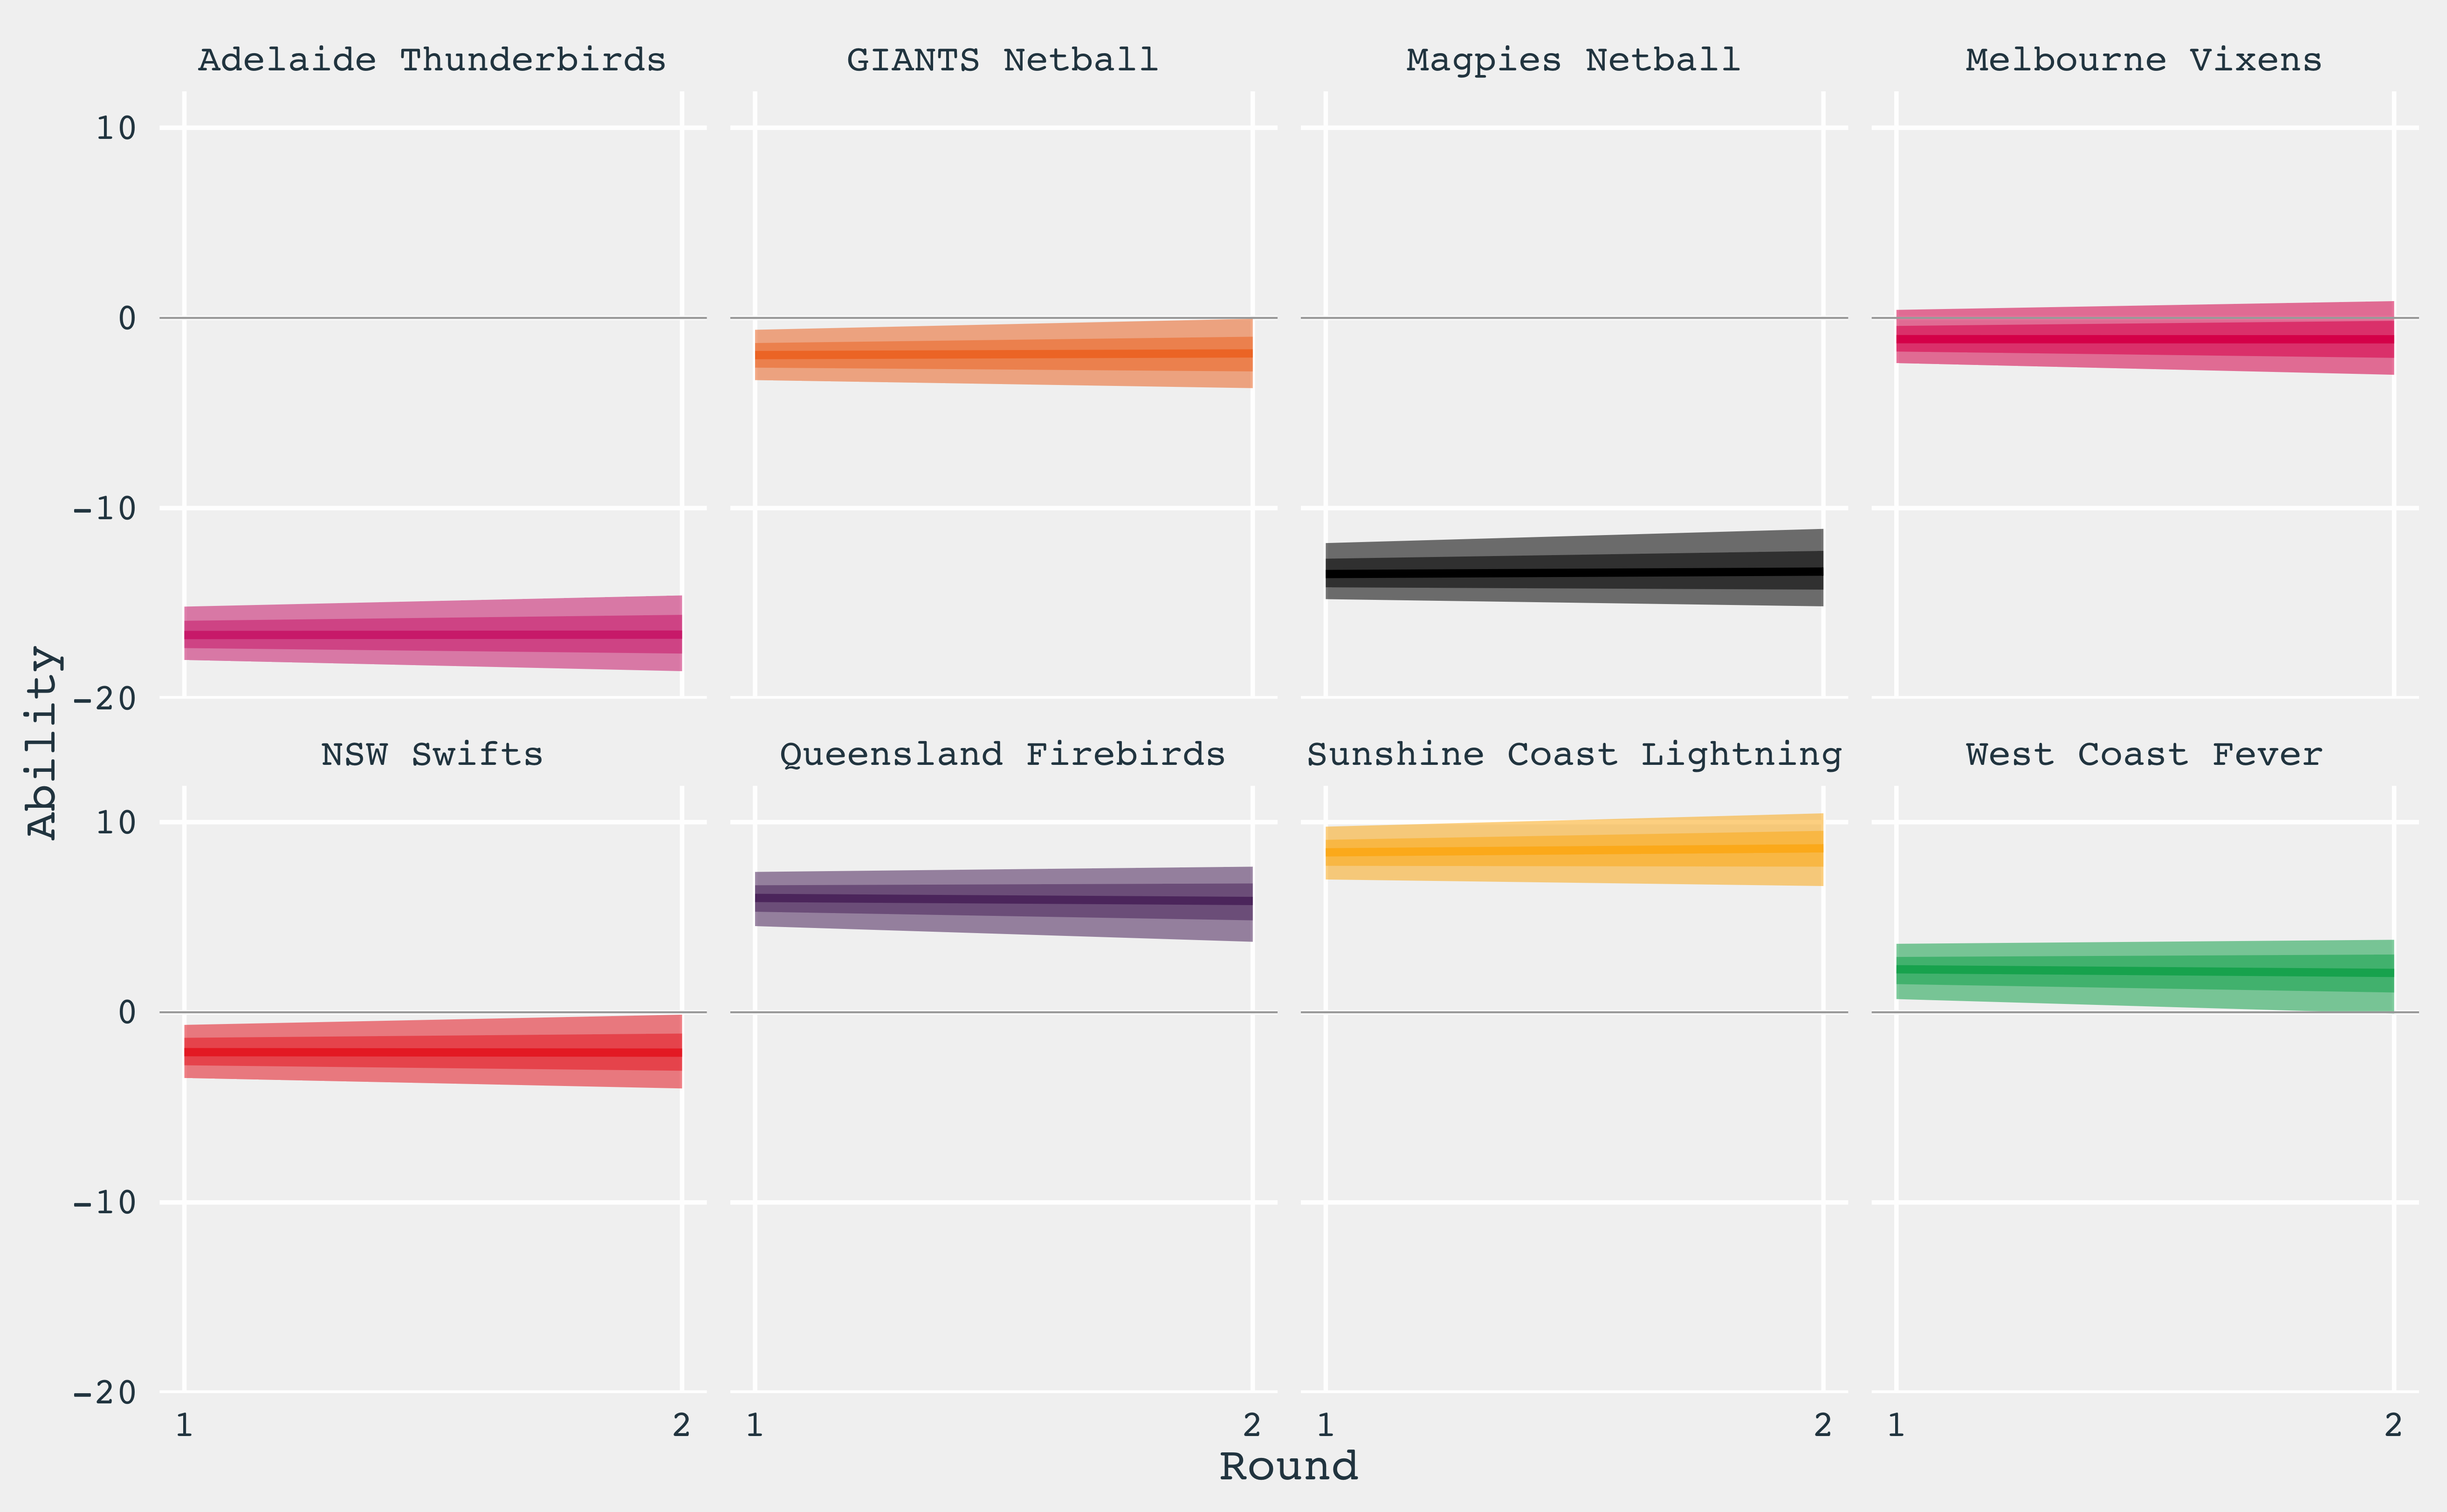 Adelaide Thunderbirds GIANTS Netball Magpies Netball Melbourne Vixens
10
0
-10
-20
Ability
NSW Swifts Queensland Firebirds Sunshine Coast Lightning West Coast Fever
10
0
-10
-20
1 2 1 2 1 2 1 2
Round